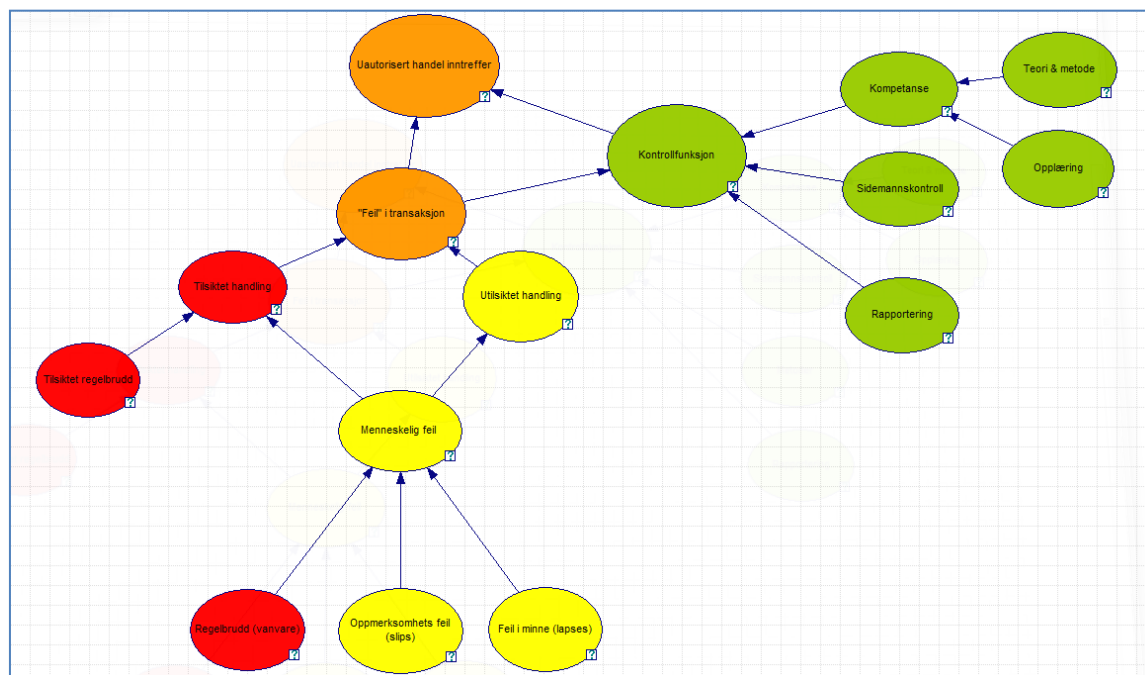 Uautorisert handel inntreffer
Teori & metode
Kompetanse
Kontrollfunksjon
Opplæring
Sidemannskontroll
"Feil" i transaksjon
Tilsiktet handling
Utilsiktet handling
Rapportering
Tilsiktet regelbrudd
Menneskelig feil
Regelbrudd (vanvare)
Oppmerksomhets feil
(slips)
Feil i minne (lapses)